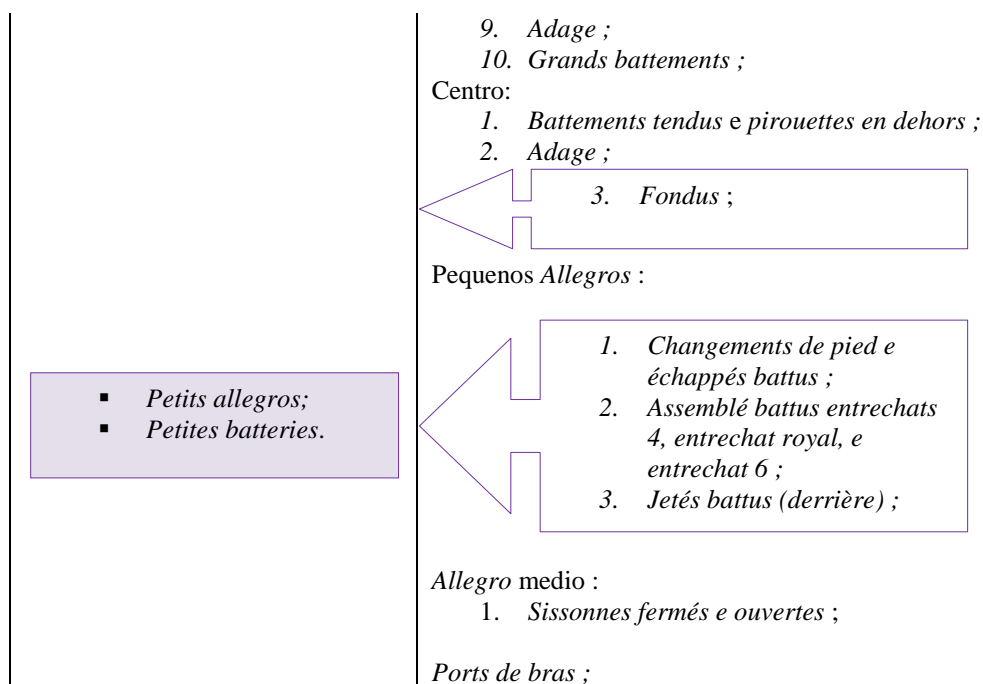 9. Adage ;
10. Grands battements ;
Centro:
1. Battements tendus e pirouettes en dehors ;
2. Adage ;
3. Fondus ;
Pequenos Allegros :
▪ Petits allegros;
▪ Petites batteries.
1. Changements de pied e
échappés battus ;
2. Assemblé battus entrechats
4, entrechat royal, e
entrechat 6 ;
3. Jetés battus (derrière) ;
Allegro medio :
1. Sissonnes fermés e ouvertes ;
Ports de bras ;